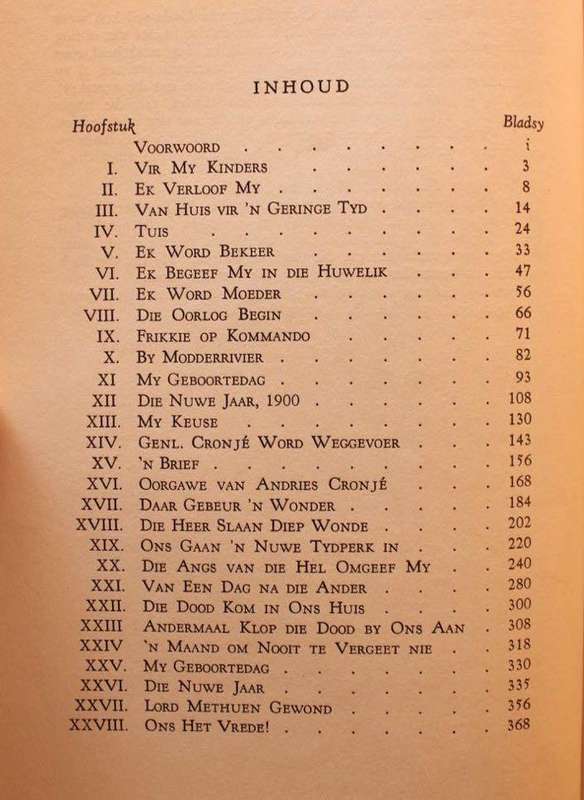 INHOUD
Hoofstuk Bladsy
VOORWOORD . . . . . . . . i
I. VIR MY KINDERS . . . . . . 3
II. EK VERLOOF MY . . . . . . . 8
III. VAN HUIS VIR 'N GERINGE TYD . . . . 14
IV. TUIS . . . . . . . . 24
V. EK WORD BEKEER . . . . . . 33
VI. EK BEGEEF MY IN DIE HUWELIK . . . 47
VII. EK WORD MOEDER . . . . . . 56
VIII. DIE OORLOG BEGIN . . . . . . 66
IX. FRIKKIE OP KOMMANDO . . . . . 71
X. BY MODDERRIVIER . . . . . . . 82
XI MY GEBOORTEDAG . . . . . . . 93
XII DIE NUWE JAAR, 1900 . . . . . . 108
XIII. MY KEUSE . . . . . . . . 130
XIV. GENL. CRONJÉ WORD WEGGEVOER . . . 143
XV. 'N BRIEF . . . . . . . . . 156
XVI. OORGAWE VAN ANDRIES CRONJÉ . . . 168
XVII. DAAR GEBEUR 'N WONDER . . . . . 184
XVIII. DIE HEER SLAAN DIEP WONDE . . . . 202
XIX. ONS GAAN 'N NUWE TYDPERK IN . . . 220
XX. DIE ANGS VAN DIE HEL OMGEEF MY . . 240
XXI. VAN EEN DAG NA DIE ANDER . . . . 280
XXII. DIE DOOD KOM IN ONS HUIS . . . . 300
XXIII ANDERMAAL KLOP DIE DOOD BY ONS AAN . 308
XXIV 'N MAAND OM NOOIT TE VERGEET NIE . . 318
XXV. MY GEBOORTEDAG . . . . . . . 330
XXVI. DIE NUWE JAAR . . . . . . . 335
XXVII. LORD METHUEN GEWOND . . . . . 356
XXVIII. ONS HET VREDE! . . . . . . . 368